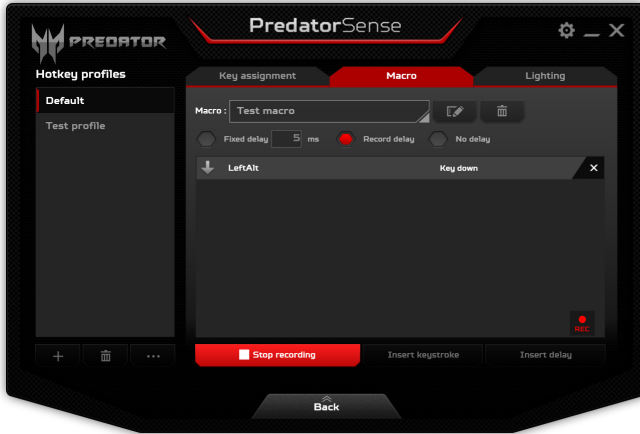 PredatorSense
PREDATOR
Hotkey profiles
Default
Test profile
Key assignment
Macro
Lighting
Macro : Test macro
Fixed delay 5 ms Record delay No delay
LeftAlt Key down
REC
Stop recording
Insert keystroke
Insert delay
Back